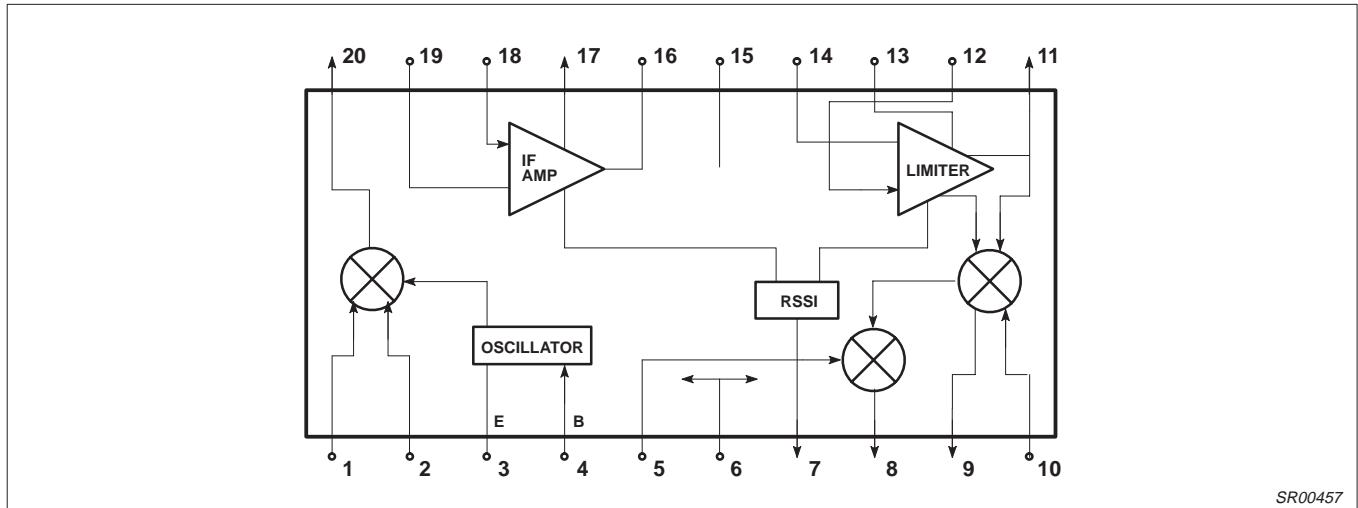 20 19 18 17 16 15 14 13 12 11
IF
AMP
LIMITER
RSSI
OSCILLATOR
E B
1 2 3 4 5 6 7 8 9 10
SR00457